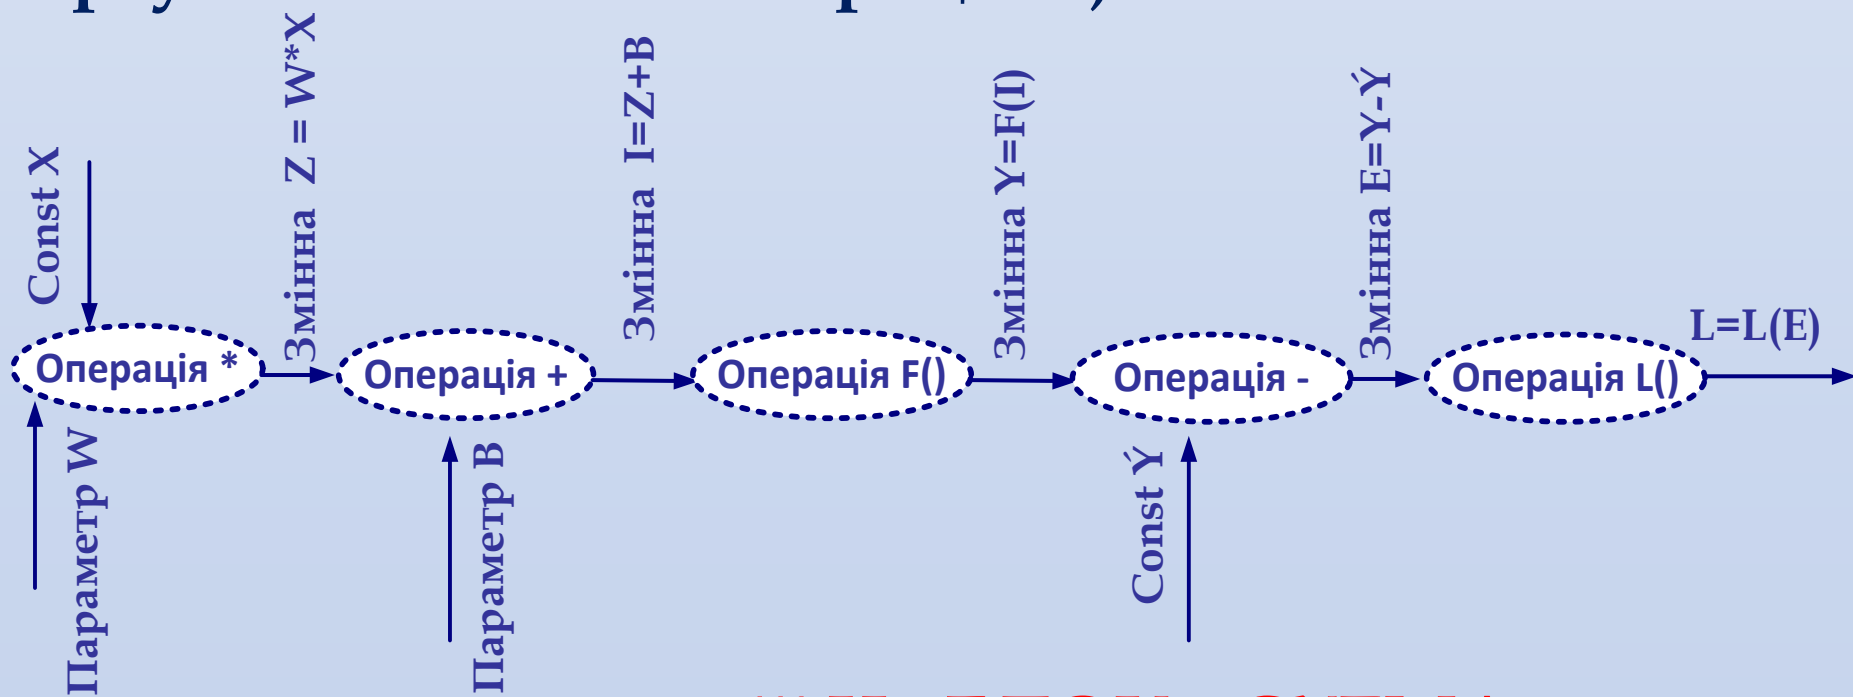 Const X
Змінна Z = W*X
Змінна I=Z+B
Змінна Y=F(I)
Змінна E=Y-Ý
L=L(E)
Операція *
Операція +
Операція F()
Операція -
Операція L()
Параметр W
Параметр B
Const Ý